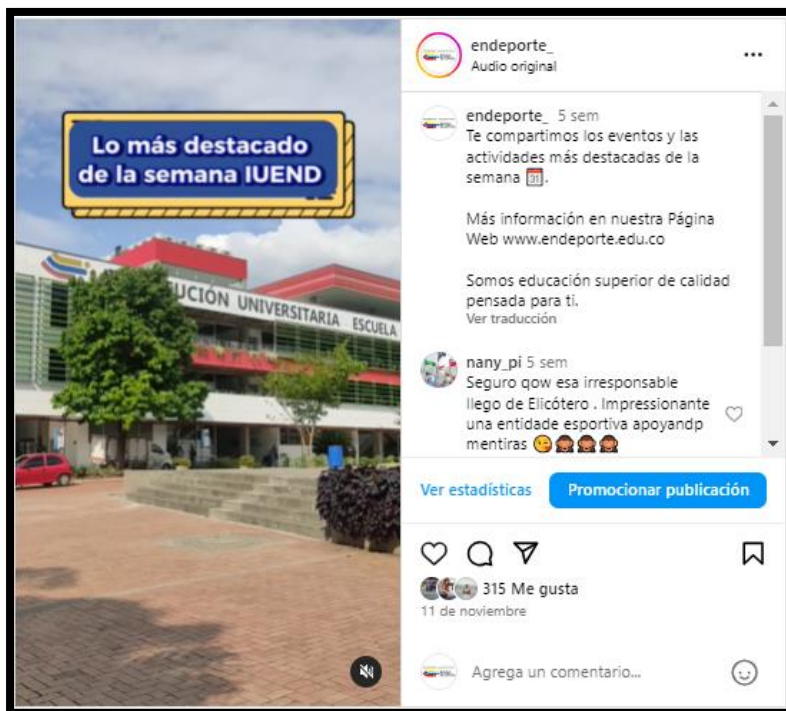 Lo más destacado
de la semana IUEND
UCIÓN UNIVERSITARIA ESCUELA
endeporte_
Audio original
endeporte_ 5 sem
Te compartimos los eventos y las
actividades más destacadas de la
semana 31.
Más información en nuestra Página
Web www.endeporte.edu.co
Somos educación superior de calidad
pensada para ti.
Ver traducción
nany_pi 5 sem
Seguro qow esa irresponsable
llego de Elicótero . Impressionante
una entidade esportiva apoyandp
mentiras 😘🙊🙊🙊
Ver estadísticas
Promocionar publicación
315 Me gusta
11 de noviembre
Agrega un comentario...